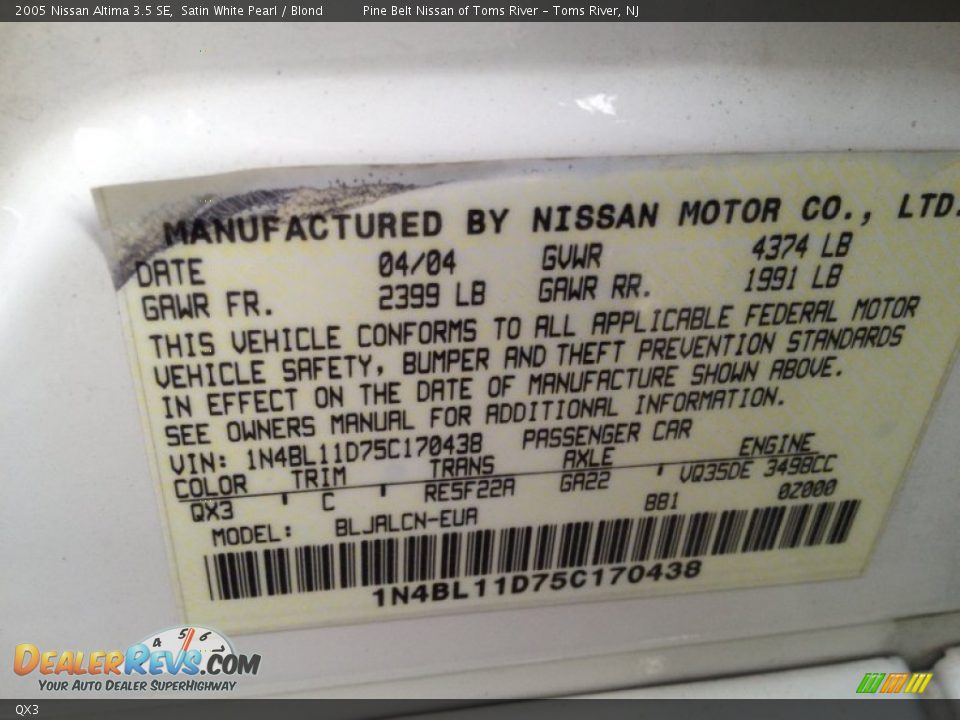 2005 Nissan Altima 3.5 SE, Satin White Pearl / Blond Pine Belt Nissan of Toms River – Toms River, NJ
MANUFACTURED BY NISSAN MOTOR CO., LTD.
DATE 04/04 GVWR 4374 LB
GAWR FR. 2399 LB GAWR RR. 1991 LB
THIS VEHICLE CONFORMS TO ALL APPLICABLE FEDERAL MOTOR
VEHICLE SAFETY, BUMPER AND THEFT PREVENTION STANDARDS
IN EFFECT ON THE DATE OF MANUFACTURE SHOWN ABOVE.
SEE OWNERS MANUAL FOR ADDITIONAL INFORMATION.
VIN: 1N4BL11D75C170438 PASSENGER CAR
COLOR TRIM TRANS AXLE ENGINE
QX3 C RE5F22A GA22 VQ35DE 3498CC
MODEL: BLJALCN-EUA BB1 0Z000
1N4BL11D75C170438
4 5 6
DEALERREVS.COM
YOUR AUTO DEALER SUPERHIGHWAY
QX3